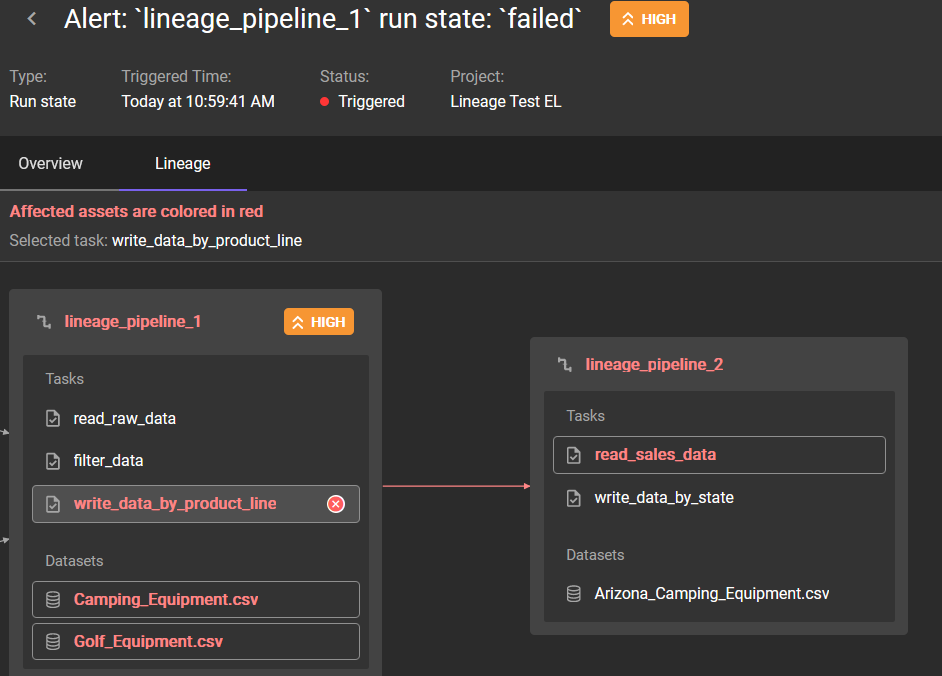 Alert: `lineage_pipeline_1` run state: `failed` HIGH
Type: Triggered Time: Status: Project:
Run state Today at 10:59:41 AM Triggered Lineage Test EL
Overview Lineage
Affected assets are colored in red
Selected task: write_data_by_product_line
lineage_pipeline_1 HIGH
Tasks
read_raw_data
filter_data
write_data_by_product_line
Datasets
Camping_Equipment.csv
Golf_Equipment.csv
lineage_pipeline_2
Tasks
read_sales_data
write_data_by_state
Datasets
Arizona_Camping_Equipment.csv